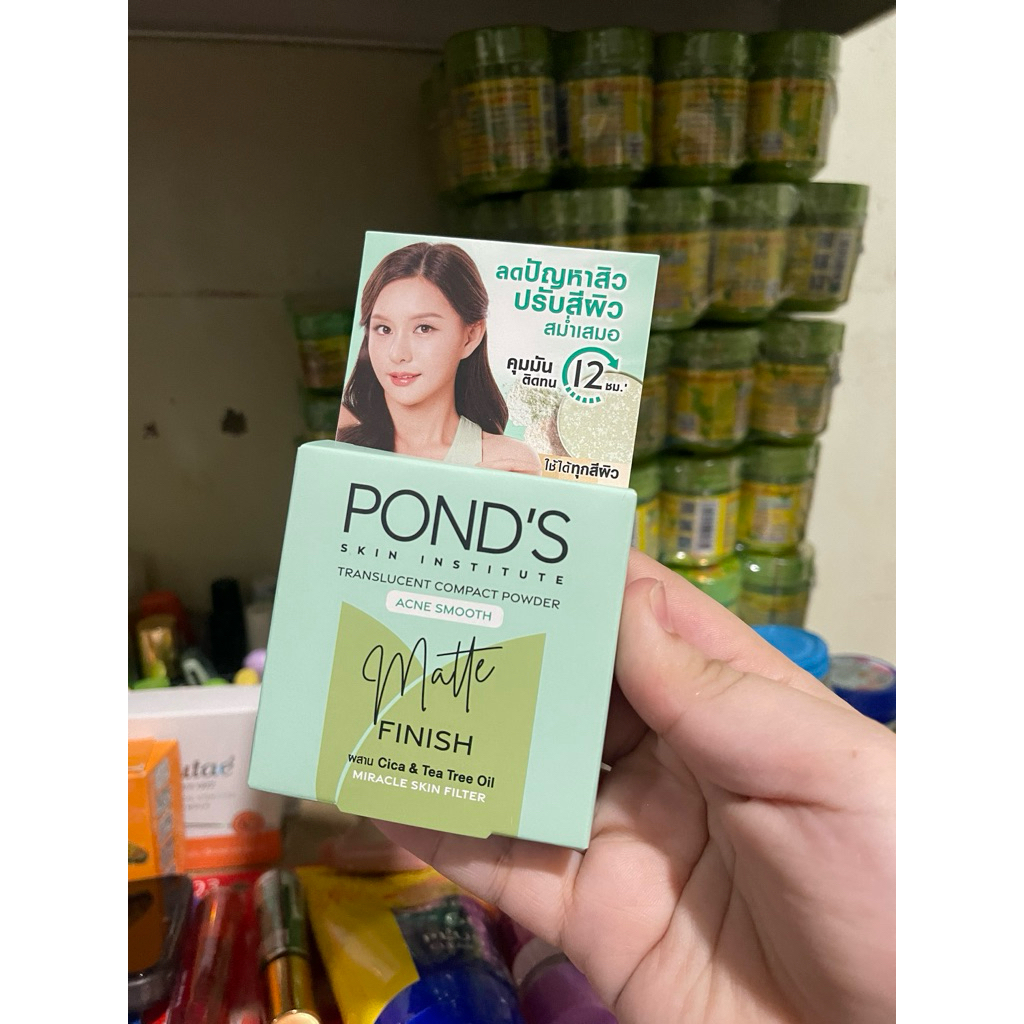 ลดปัญหาสิว
ปรับสีผิว
สม่ำเสมอ
คุมมัน
ติดทน
12 ชม.*
ใช้ได้ทุกสีผิว
POND'S
SKIN INSTITUTE
TRANSLUCENT COMPACT POWDER
ACNE SMOOTH
Matte
FINISH
ผสาน Cica & Tea Tree Oil
MIRACLE SKIN FILTER